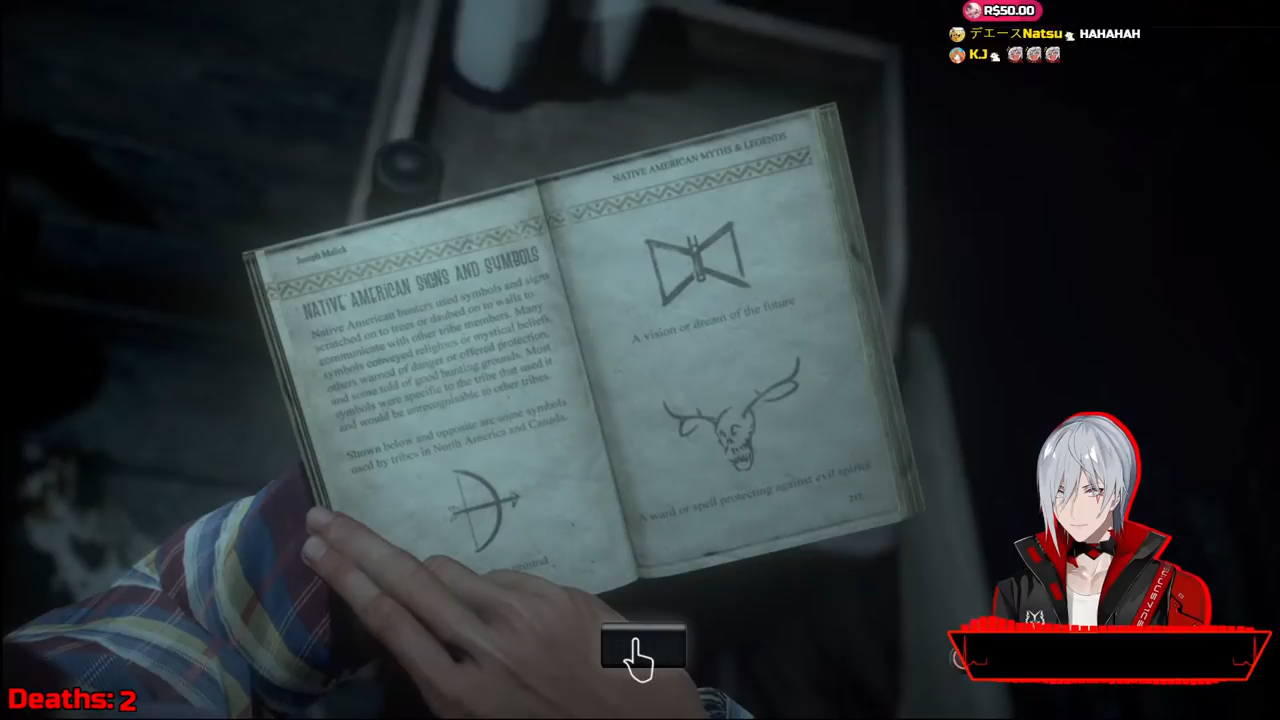 R$50.00
デエースNatsu HAHAHAH
K.J
Joseph Malick
NATIVE AMERICAN SIGNS AND SYMBOLS
Native American hunters used symbols and signs
scratched on to trees or daubed on to walls to
communicate with other tribe members. Many
symbols conveyed religious or mystical beliefs
others warned of danger or offered protection,
and some told of good hunting grounds. Most
symbols were specific to the tribe that used it
and would be unrecognisable to other tribes.
Shown below and opposite are some symbols
used by tribes in North America and Canada.
ground
NATIVE AMERICAN MYTHS & LEGENDS
A vision or dream of the future
A ward or spell protecting against evil spirits
217
JUSTICE
Deaths: 2